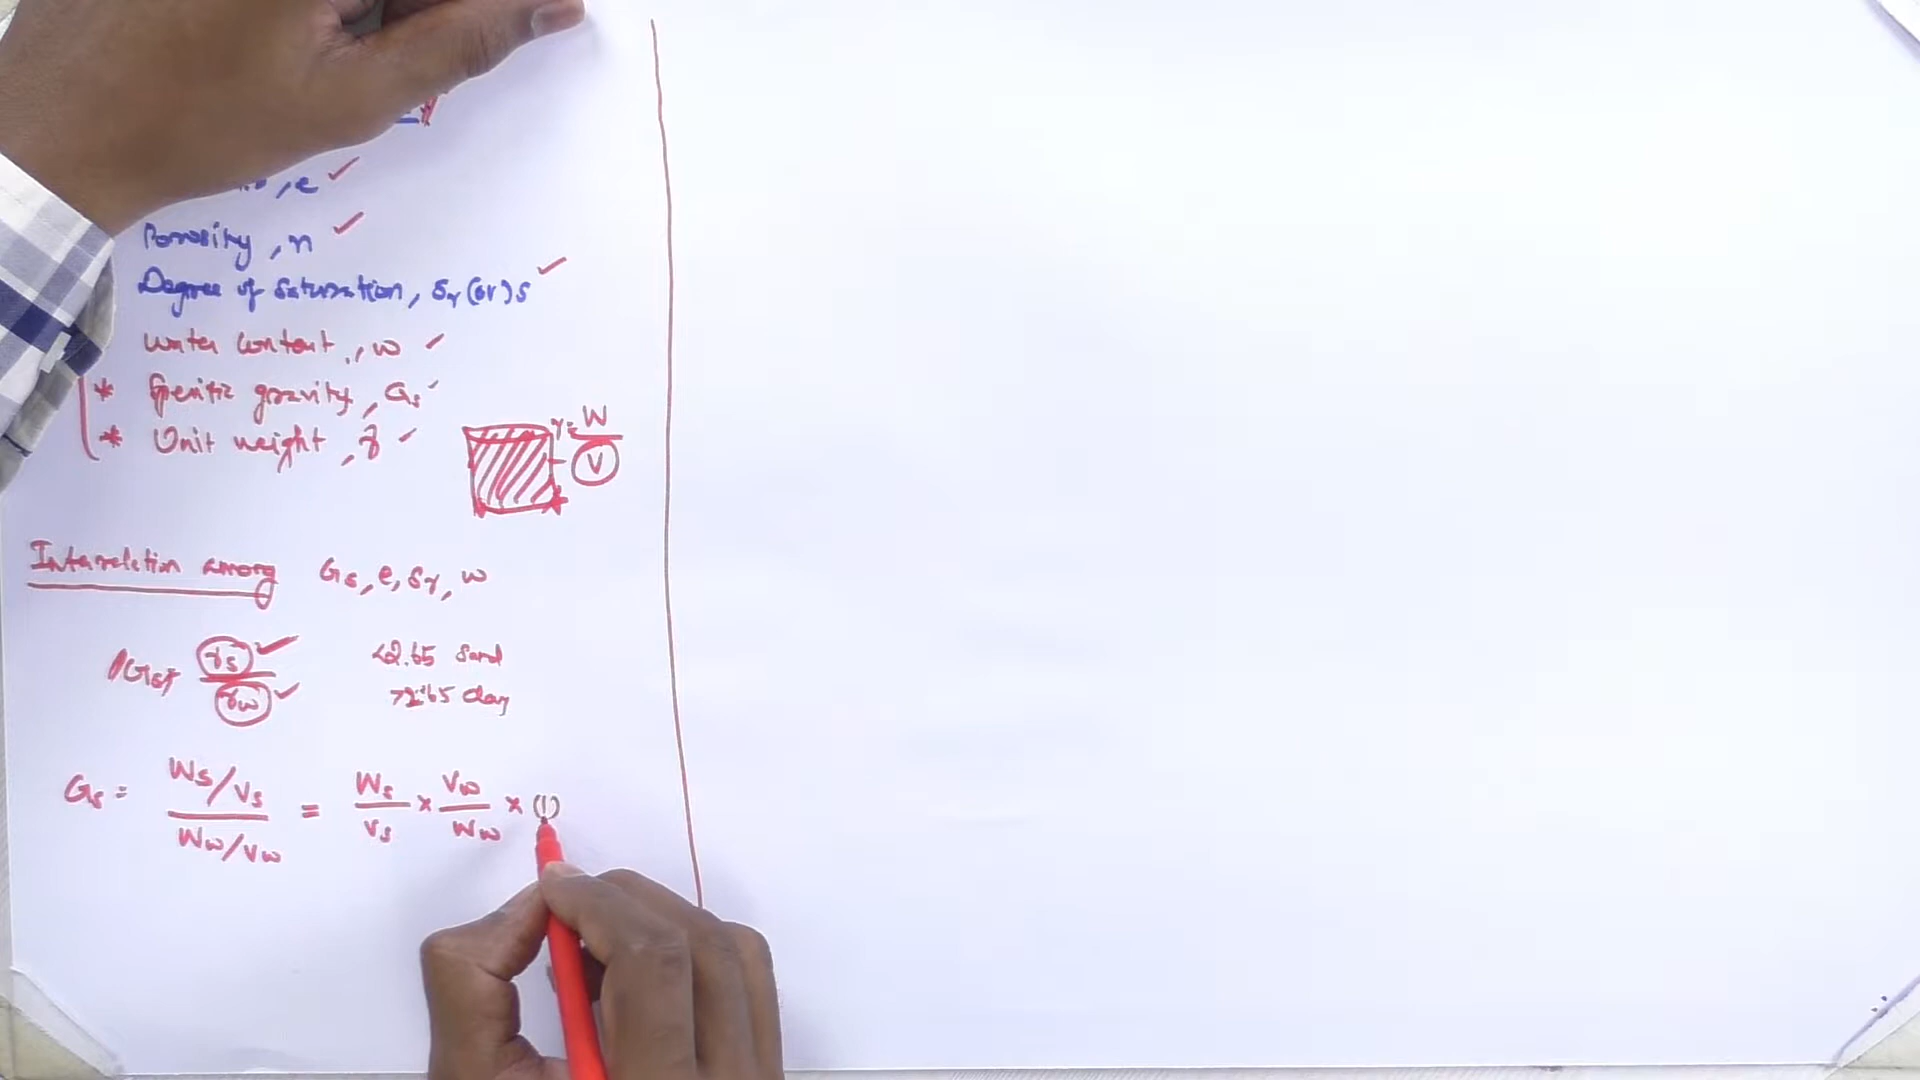 , e
Porosity, n
Degree of saturation, Sr (or) S
Water content, w
* Specific gravity, Gs
* Unit weight, γ
γ = W / V
Interrelation among Gs, e, Sr, w
Gs = γs / γw
<2.65 sand
>2.65 clay
Gs = Ws/Vs / Ww/Vw = Ws / Vs × Vw / Ww × (1)